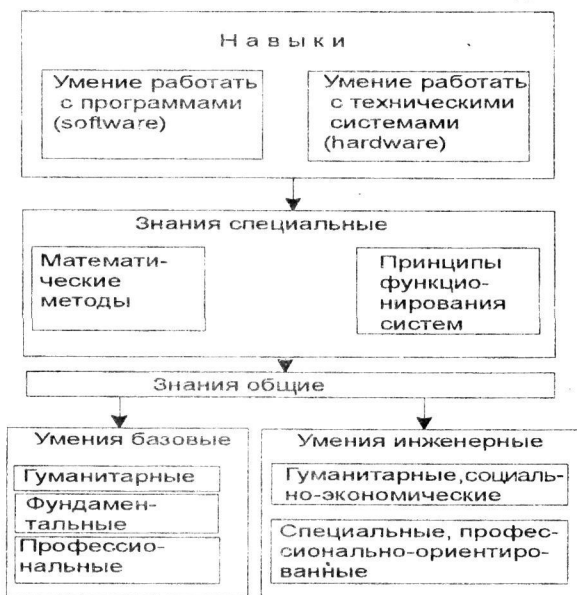 Навыки
Умение работать
с программами
(software)
Умение работать
с техническими
системами
(hardware)
Знания специальные
Математи-
ческие
методы
Принципы
функцио-
нирования
систем
Знания общие
Умения базовые
Гуманитарные
Фундамен-
тальные
Профессио-
нальные
Умения инженерные
Гуманитарные,социаль-
но-экономические
Специальные, профес-
сионально-ориентиро-
ванные